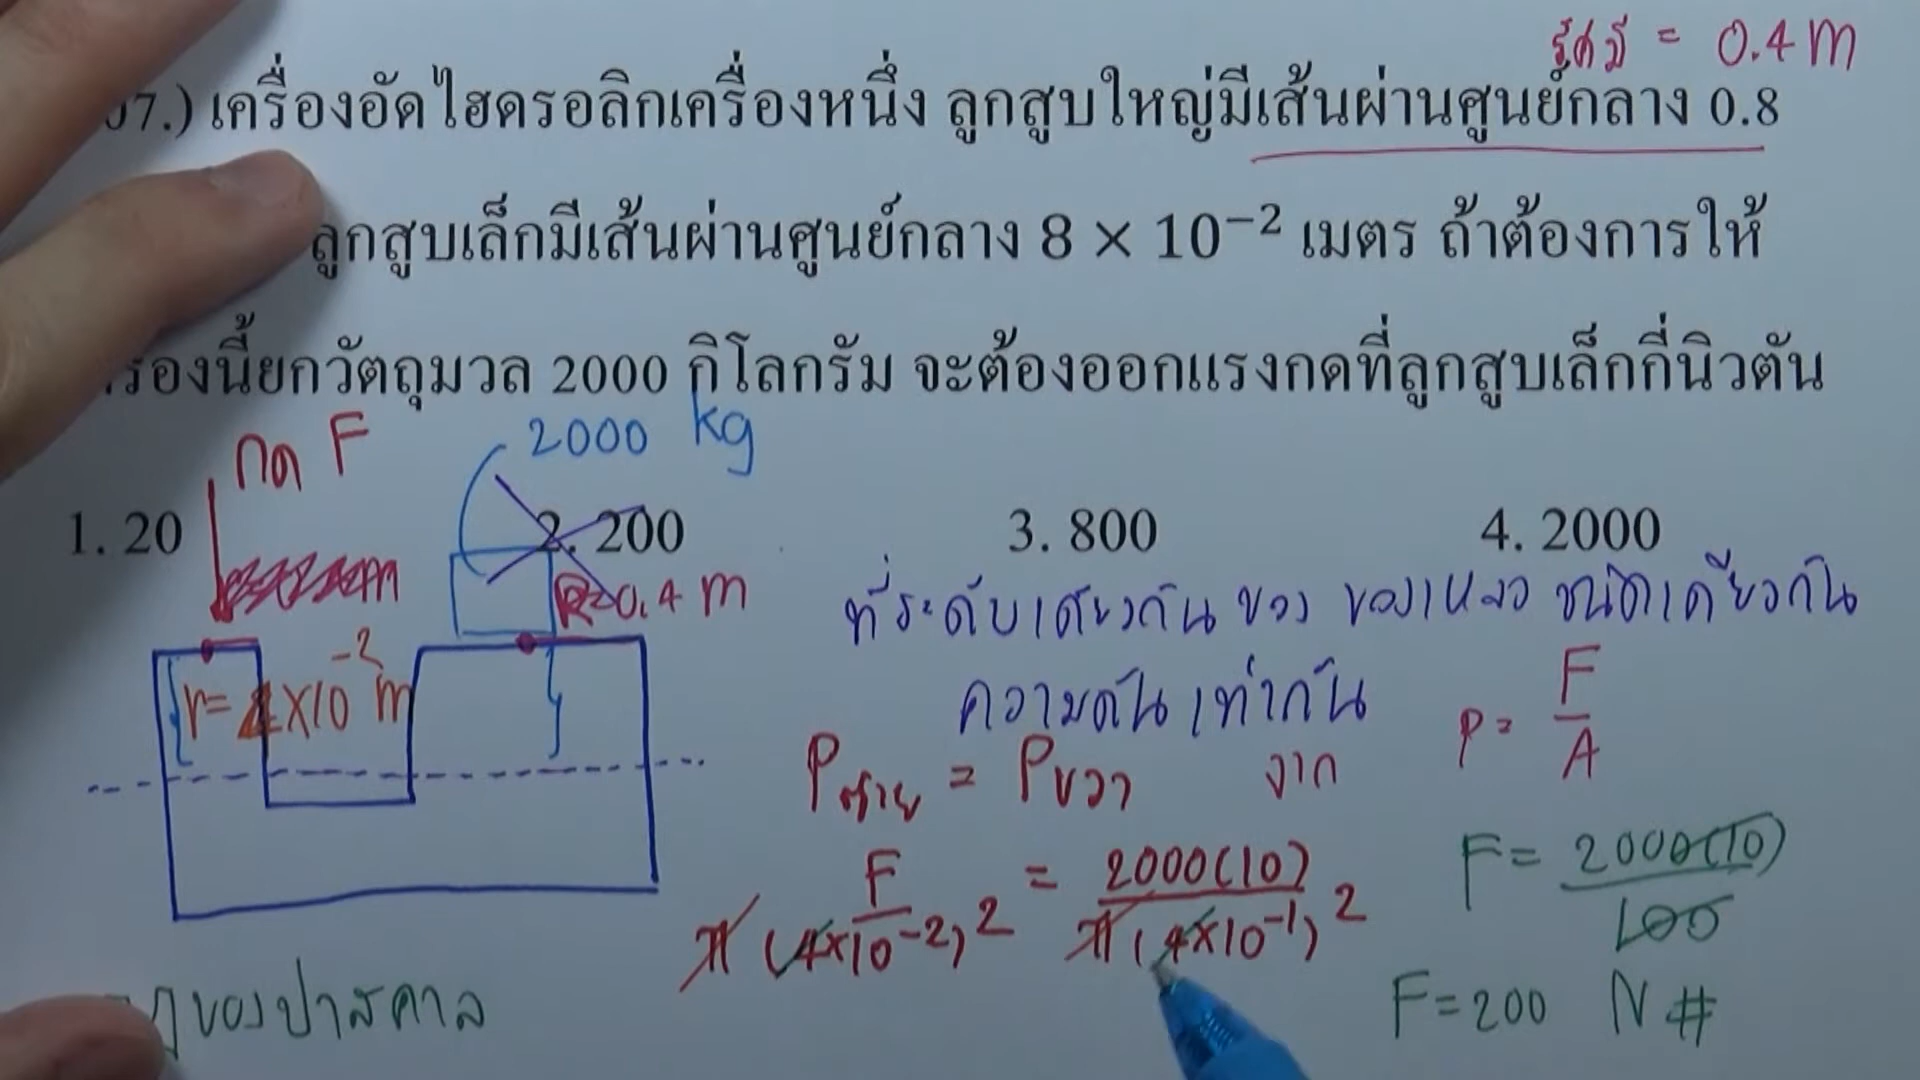 รัศมี = 0.4 m
07.) เครื่องอัดไฮดรอลิกเครื่องหนึ่ง ลูกสูบใหญ่มีเส้นผ่านศูนย์กลาง 0.8
ลูกสูบเล็กมีเส้นผ่านศูนย์กลาง 8 × 10⁻² เมตร ถ้าต้องการให้
รื่องนี้ยกวัตถุมวล 2000 กิโลกรัม จะต้องออกแรงกดที่ลูกสูบเล็กกี่นิวตัน
กด F
2000 kg
1. 20 2. 200 3. 800 4. 2000
R=0.4 m
ที่ระดับเดียวกันของ ของเหลว ชนิดเดียวกัน
r= 4×10⁻² m
ความดัน เท่ากัน
P= F/A
Pซ้าย = Pขวา จาก
F/π(4×10⁻²)² = 2000(10)/π(4×10⁻¹)²
F= 2000(10)/100
กฎของปาสคาล
F=200 N #